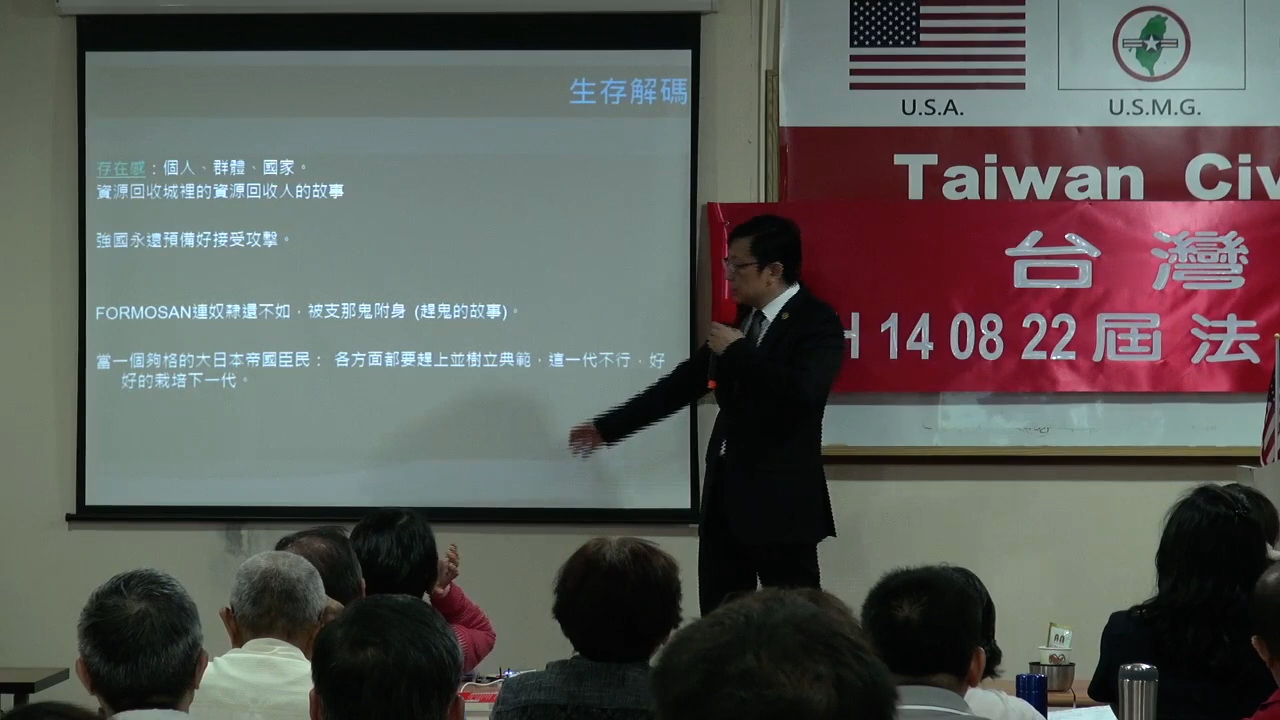 生存解碼
存在感：個人、群體、國家。
資源回收城裡的資源回收人的故事
強國永遠預備好接受攻擊。
FORMOSAN連奴隸還不如，被支那鬼附身 (趕鬼的故事)。
當一個夠格的大日本帝國臣民： 各方面都要趕上並樹立典範，這一代不行，好
好的栽培下一代。
U.S.A.
U.S.M.G.
Taiwan Civ
台灣
H 14 08 22 屆法